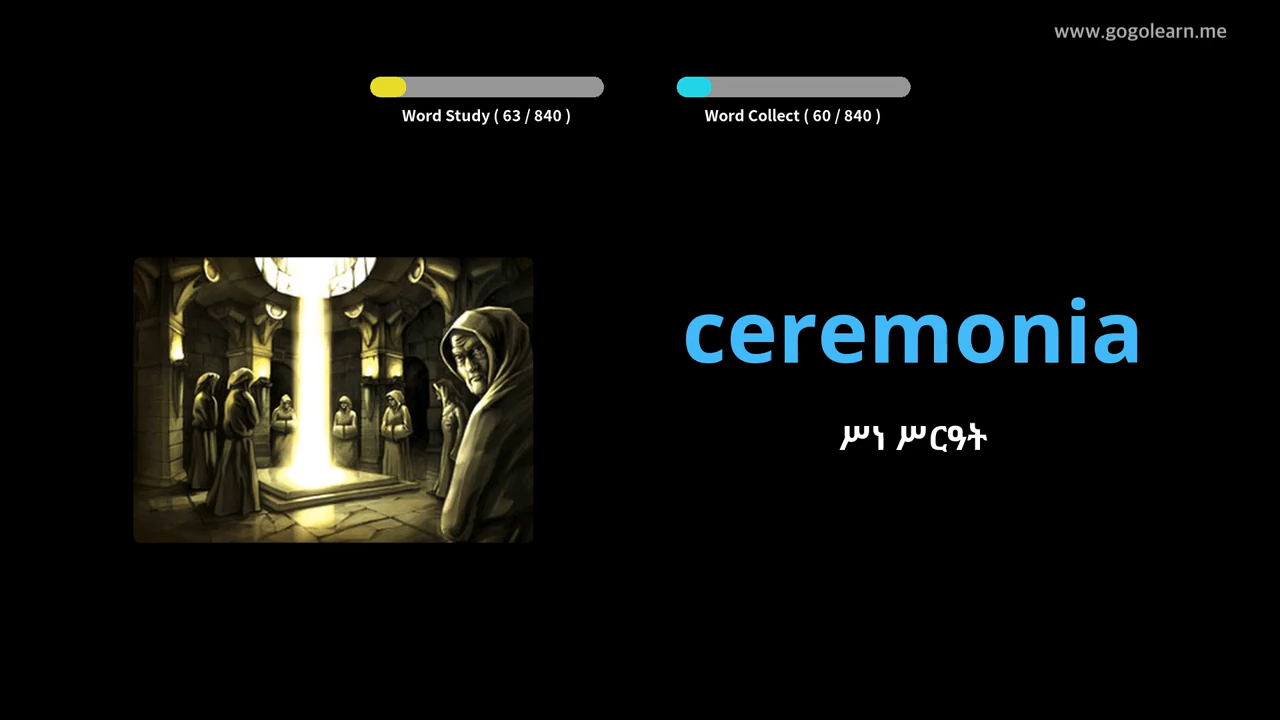 www.gogolearn.me
Word Study ( 63 / 840 )
Word Collect ( 60 / 840 )
ceremonia
ሥነ ሥርዓት